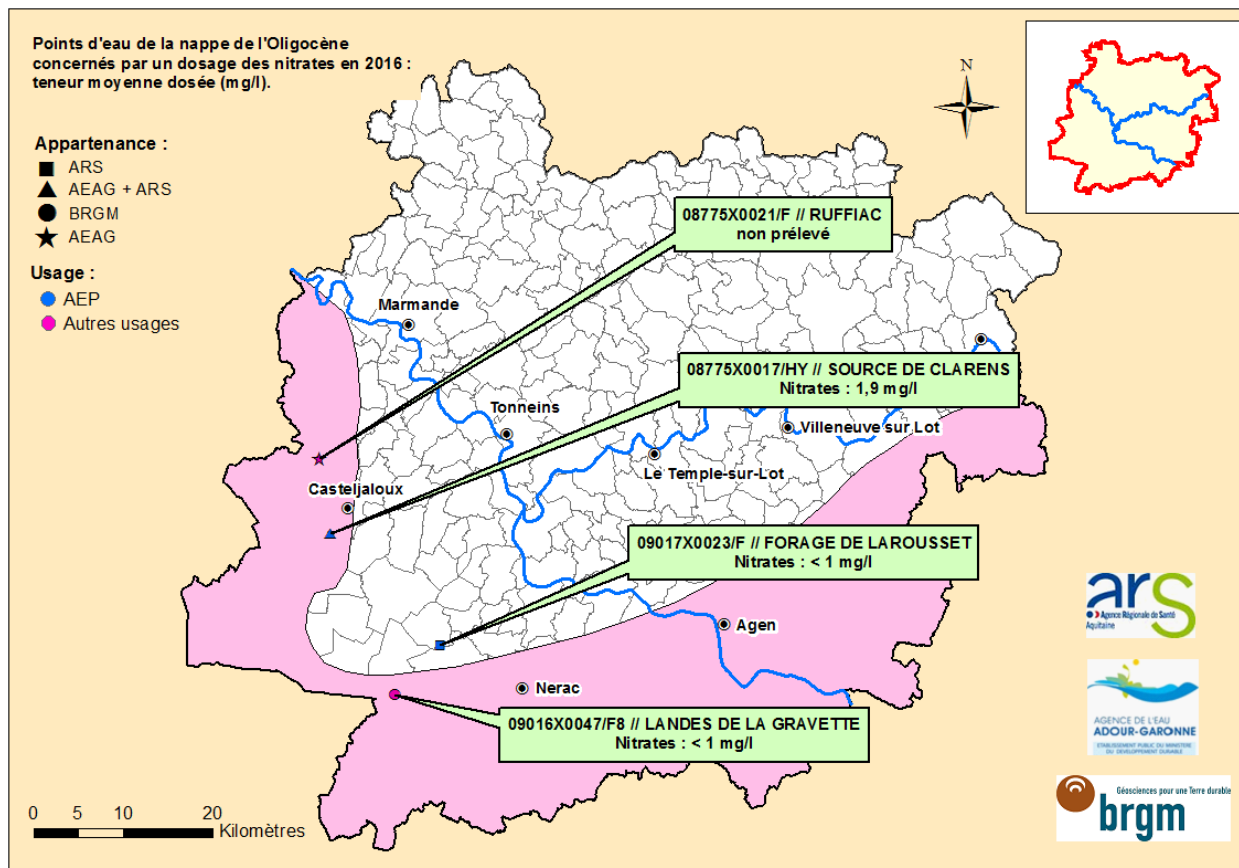 Points d'eau de la nappe de l'Oligocène
concernés par un dosage des nitrates en 2016 :
teneur moyenne dosée (mg/l).
N
Appartenance :
ARS
AEAG + ARS
BRGM
AEAG
Usage :
AEP
Autres usages
08775X0021/F // RUFFIAC
non prélevé
Marmande
08775X0017/HY // SOURCE DE CLARENS
Nitrates : 1,9 mg/l
Tonneins
Villeneuve sur Lot
Le Temple-sur-Lot
Casteljaloux
09017X0023/F // FORAGE DE LAROUSSET
Nitrates : < 1 mg/l
Agen
Nerac
09016X0047/F8 // LANDES DE LA GRAVETTE
Nitrates : < 1 mg/l
ars
Agence Régionale de Santé
Aquitaine
AGENCE DE L'EAU
ADOUR-GARONNE
ETABLISSEMENT PUBLIC DU MINISTERE
DU DEVELOPPEMENT DURABLE
Géosciences pour une Terre durable
brgm
0 5 10 20
Kilomètres